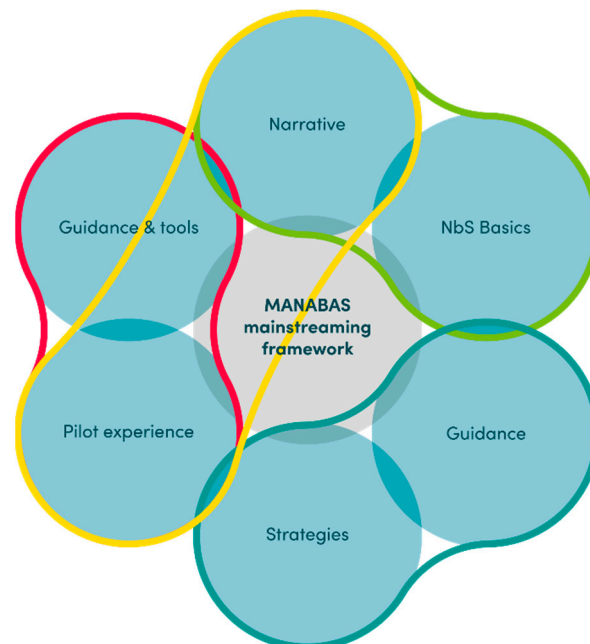 Narrative
Guidance & tools
NbS Basics
MANABAS
mainstreaming
framework
Pilot experience
Guidance
Strategies